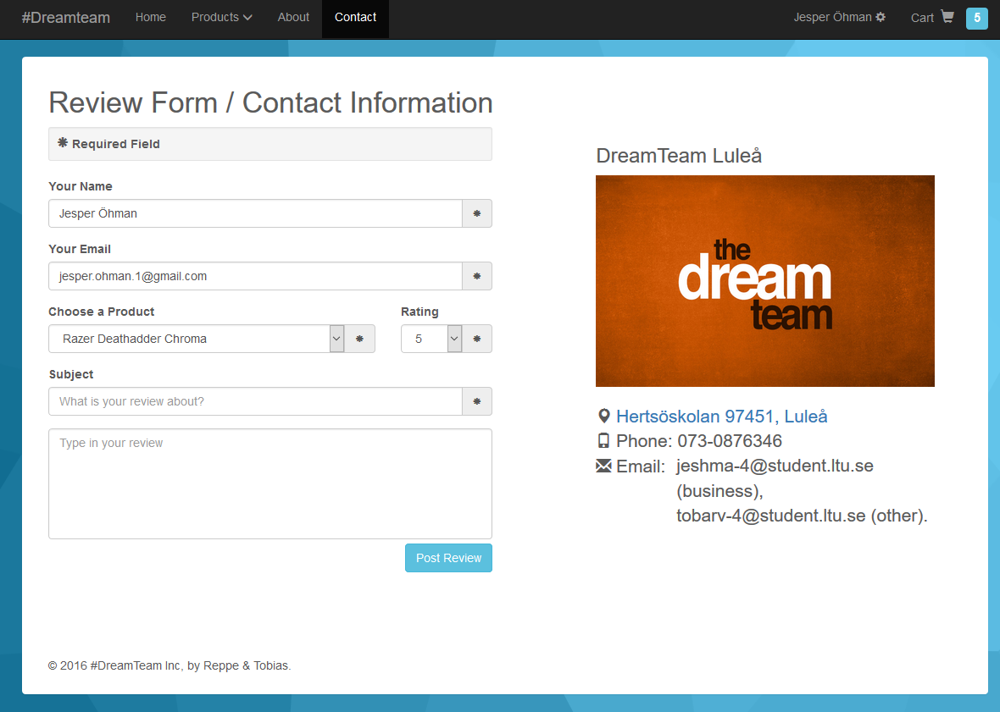 #Dreamteam Home Products About Contact Jesper Öhman Cart 5
Review Form / Contact Information
Required Field
Your Name
Jesper Öhman
Your Email
jesper.ohman.1@gmail.com
Choose a Product Rating
Razer Deathadder Chroma 5
Subject
What is your review about?
Type in your review
Post Review
DreamTeam Luleå
the
dream
team
Hertsöskolan 97451, Luleå
Phone: 073-0876346
Email: jeshma-4@student.ltu.se
(business),
tobarv-4@student.ltu.se (other).
© 2016 #DreamTeam Inc, by Reppe & Tobias.